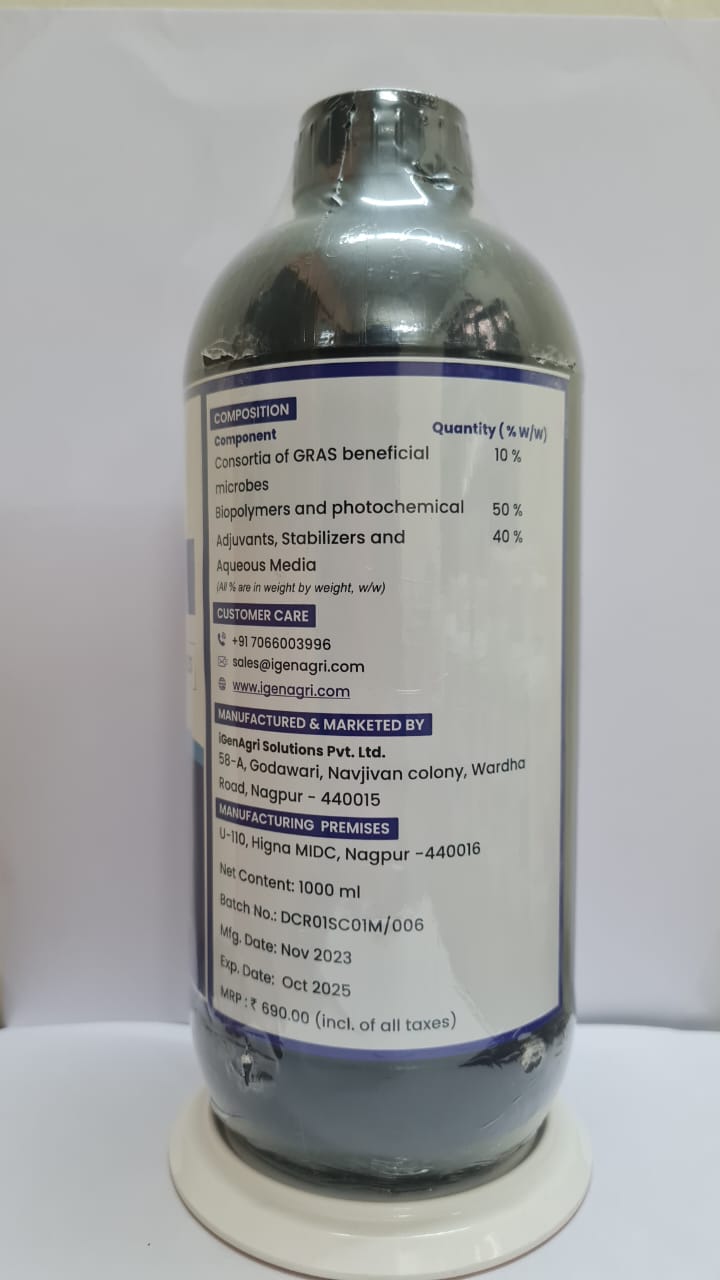 COMPOSITION
Component Quantity (% W/W)
Consortia of GRAS beneficial 10 %
microbes
Biopolymers and photochemical 50 %
Adjuvants, Stabilizers and 40 %
Aqueous Media
(All % are in weight by weight, w/w)
CUSTOMER CARE
+91 7066003996
sales@igenagri.com
www.igenagri.com
MANUFACTURED & MARKETED BY
iGenAgri Solutions Pvt. Ltd.
58-A, Godawari, Navjivan colony, Wardha
Road, Nagpur - 440015
MANUFACTURING PREMISES
U-110, Higna MIDC, Nagpur -440016
Net Content: 1000 ml
Batch No.: DCR01SC01M/006
Mfg. Date: Nov 2023
Exp. Date: Oct 2025
MRP : ₹ 690.00 (incl. of all taxes)